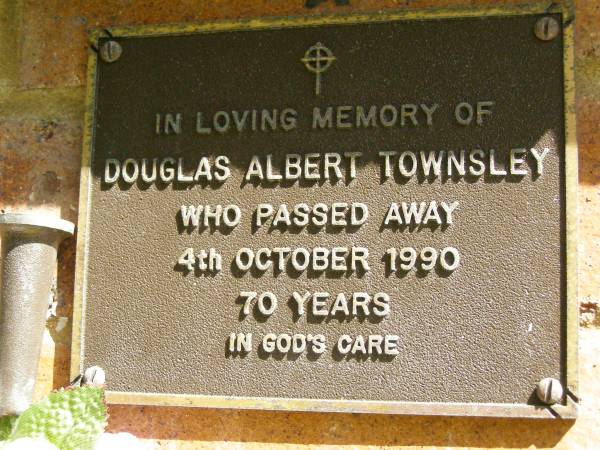 IN LOVING MEMORY OF
DOUGLAS ALBERT TOWNSLEY
WHO PASSED AWAY
4th OCTOBER 1990
70 YEARS
IN GOD'S CARE